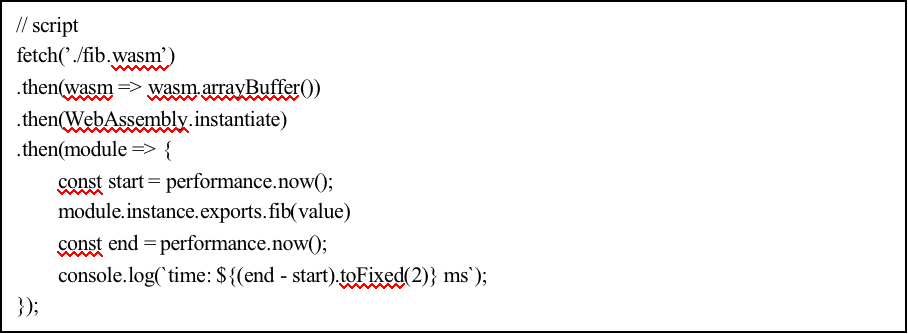 // script
fetch(’./fib.wasm’)
.then(wasm => wasm.arrayBuffer())
.then(WebAssembly.instantiate)
.then(module => {
const start = performance.now();
module.instance.exports.fib(value)
const end = performance.now();
console.log(`time: ${(end - start).toFixed(2)} ms`);
});